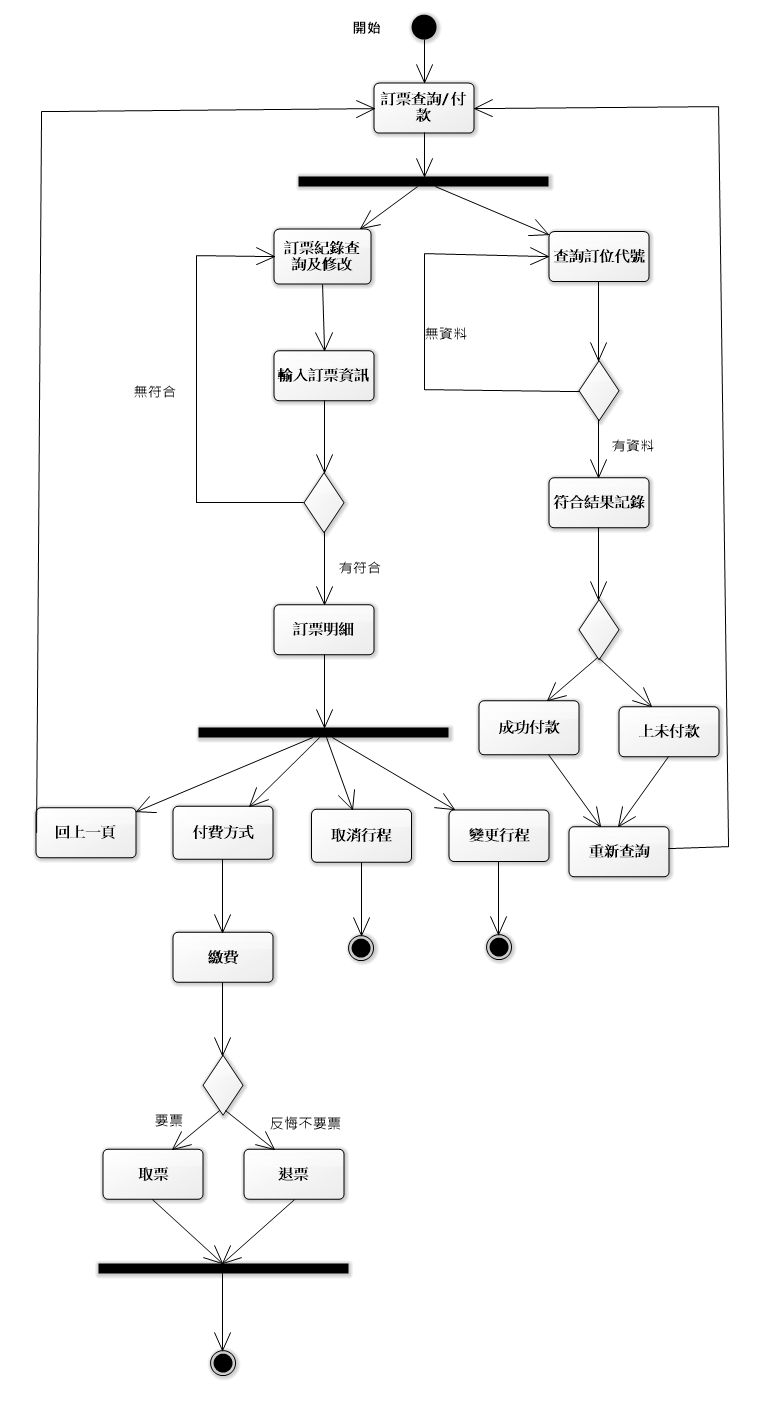 開始
訂票查詢/付
款
訂票紀錄查
詢及修改
查詢訂位代號
無資料
輸入訂票資訊
無符合
有資料
符合結果記錄
有符合
訂票明細
成功付款
上未付款
回上一頁
付費方式
取消行程
變更行程
重新查詢
繳費
要票
反悔不要票
取票
退票